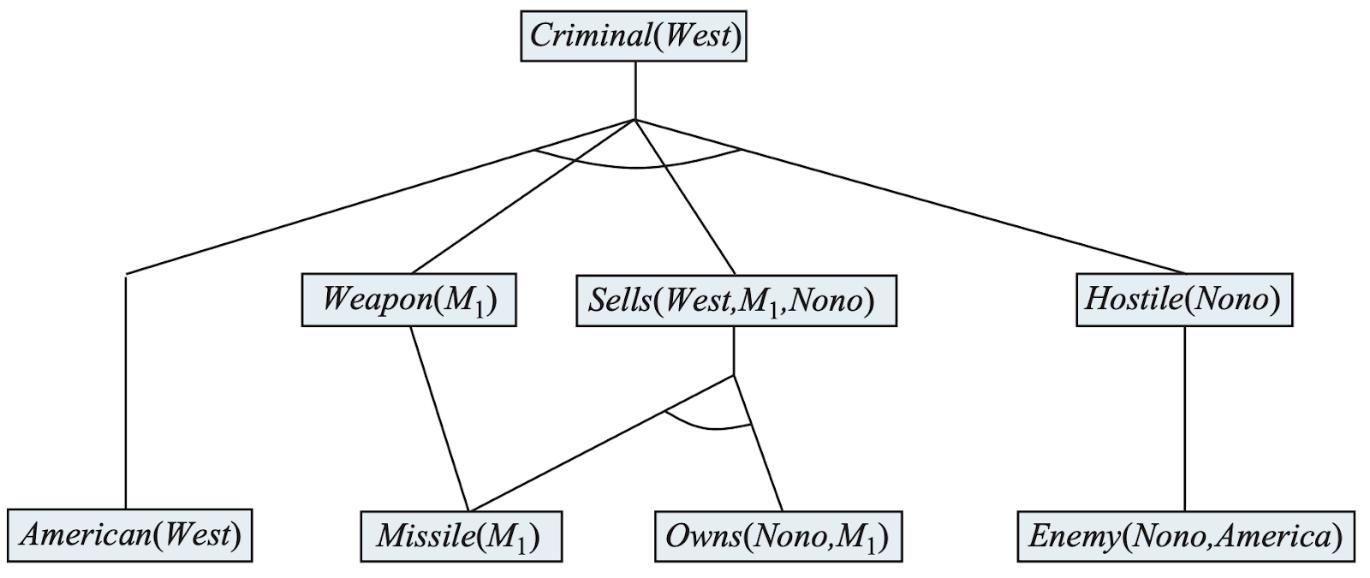 Criminal(West)
Weapon(M₁)
Sells(West,M₁,Nono)
Hostile(Nono)
American(West)
Missile(M₁)
Owns(Nono,M₁)
Enemy(Nono,America)